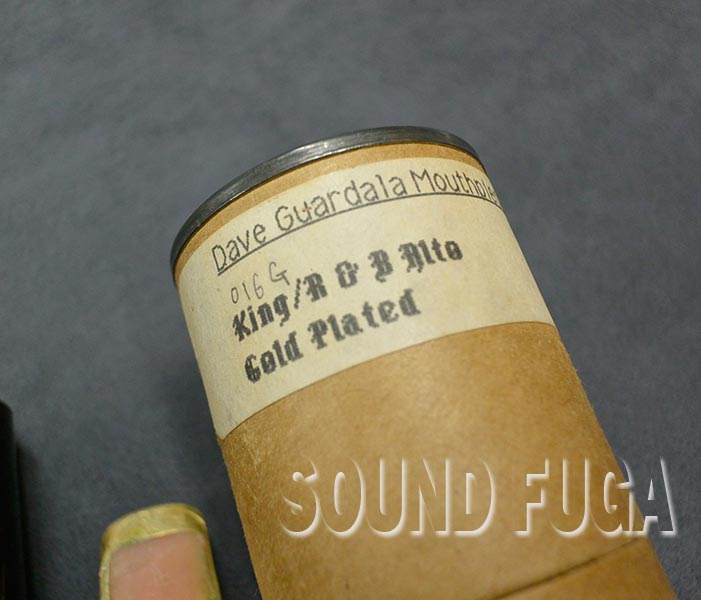 Dave Guardala Mouthpie
016G
King/R & B Alto
Gold Plated
SOUND FUGA